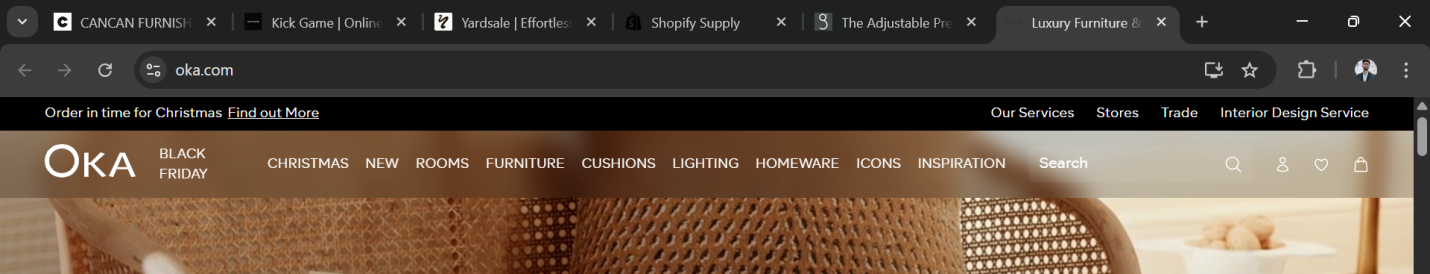 CANCAN FURNISH
Kick Game | Online
Yardsale | Effortless
Shopify Supply
The Adjustable Pre
Luxury Furniture &
oka.com
Order in time for Christmas Find out More
Our Services Stores Trade Interior Design Service
OKA
BLACK FRIDAY
CHRISTMAS NEW ROOMS FURNITURE CUSHIONS LIGHTING HOMEWARE ICONS INSPIRATION
Search